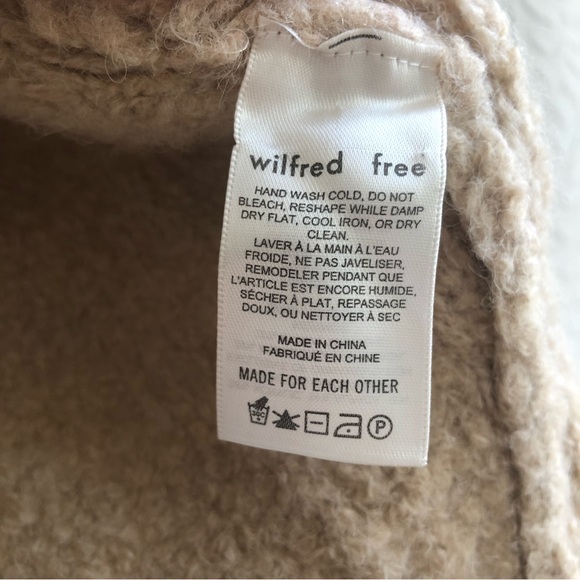 wilfred free
HAND WASH COLD, DO NOT
BLEACH, RESHAPE WHILE DAMP
DRY FLAT, COOL IRON, OR DRY
CLEAN.
LAVER À LA MAIN À L'EAU
FROIDE, NE PAS JAVELISER,
REMODELER PENDANT QUE
L'ARTICLE EST ENCORE HUMIDE,
SÉCHER À PLAT, REPASSAGE
DOUX, OU NETTOYER À SEC
MADE IN CHINA
FABRIQUÉ EN CHINE
MADE FOR EACH OTHER
30C P